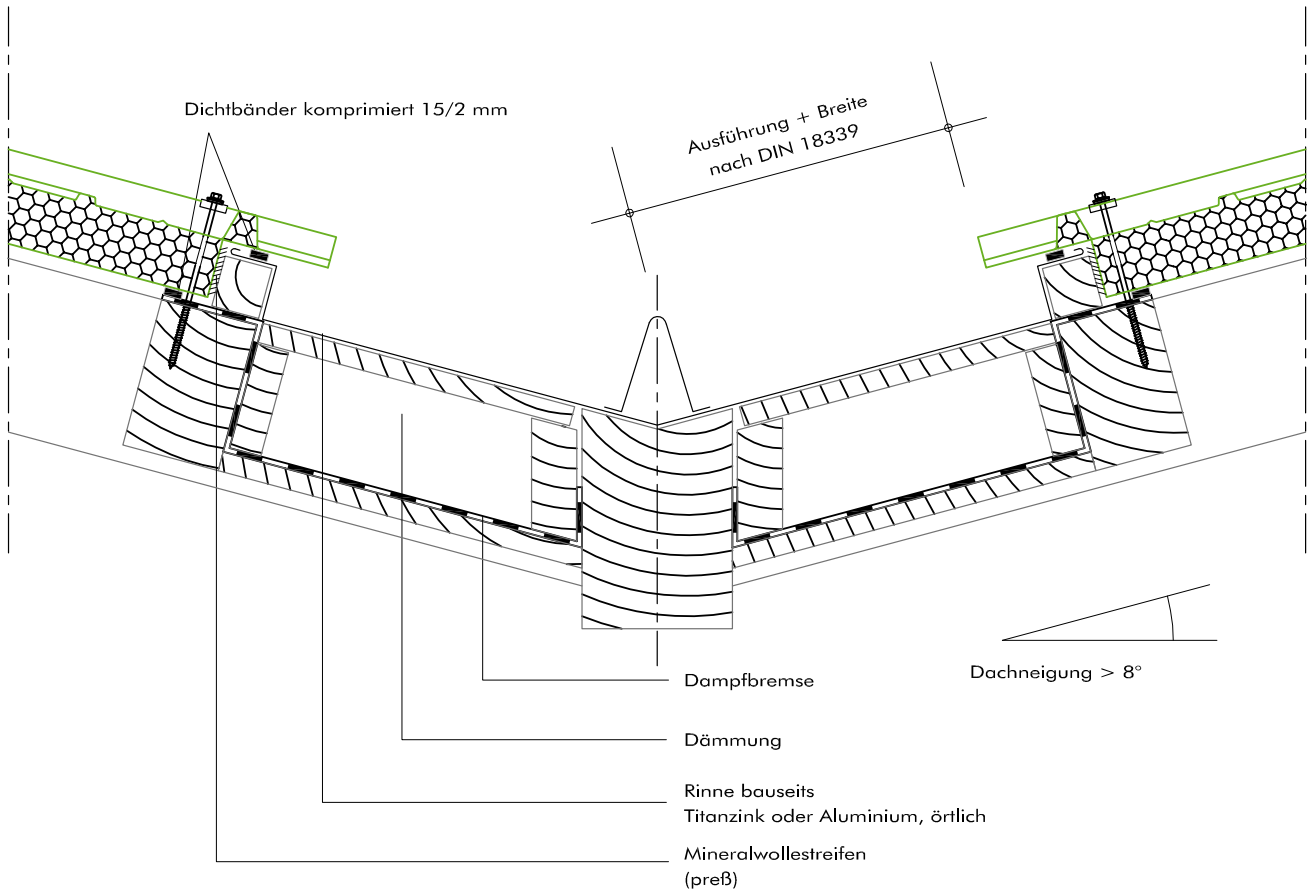 Dichtbänder komprimiert 15/2 mm
Ausführung + Breite
nach DIN 18339
Dachneigung > 8°
Dampfbremse
Dämmung
Rinne bauseits
Titanzink oder Aluminium, örtlich
Mineralwollestreifen
(preß)